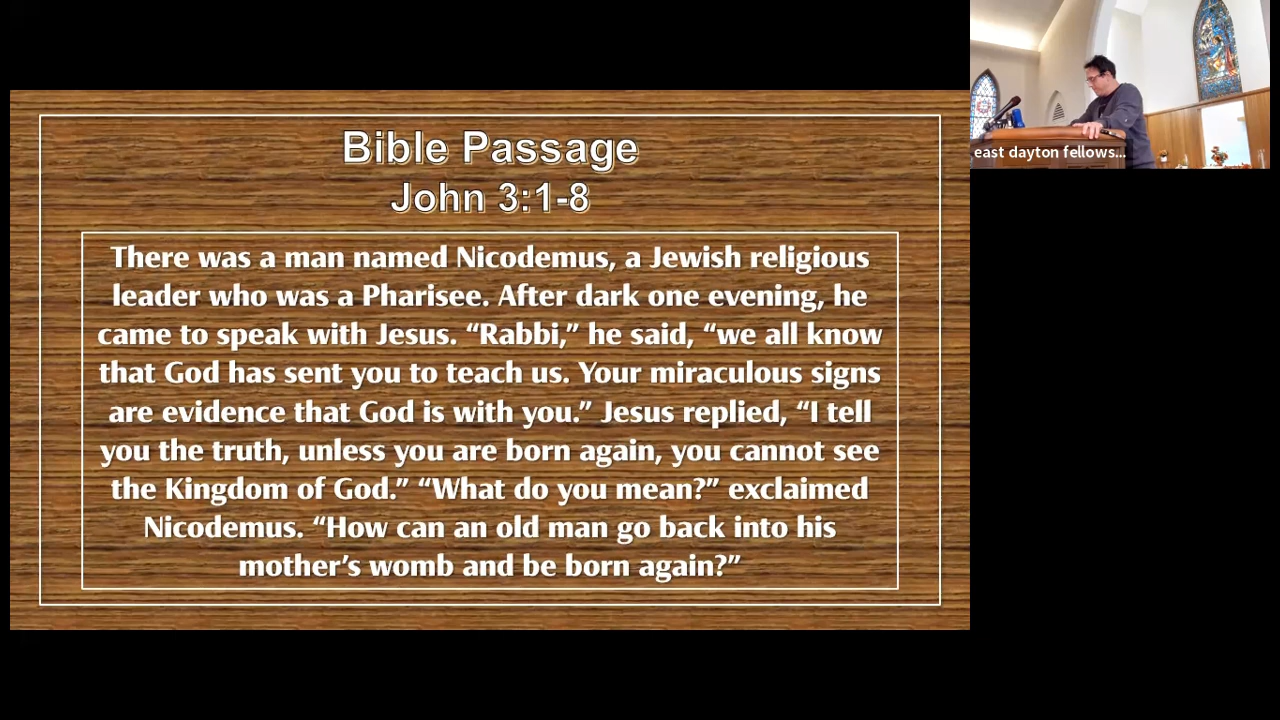 Bible Passage
John 3:1-8
There was a man named Nicodemus, a Jewish religious
leader who was a Pharisee. After dark one evening, he
came to speak with Jesus. “Rabbi,” he said, “we all know
that God has sent you to teach us. Your miraculous signs
are evidence that God is with you.” Jesus replied, “I tell
you the truth, unless you are born again, you cannot see
the Kingdom of God.” “What do you mean?” exclaimed
Nicodemus. “How can an old man go back into his
mother’s womb and be born again?”
east dayton fellows...